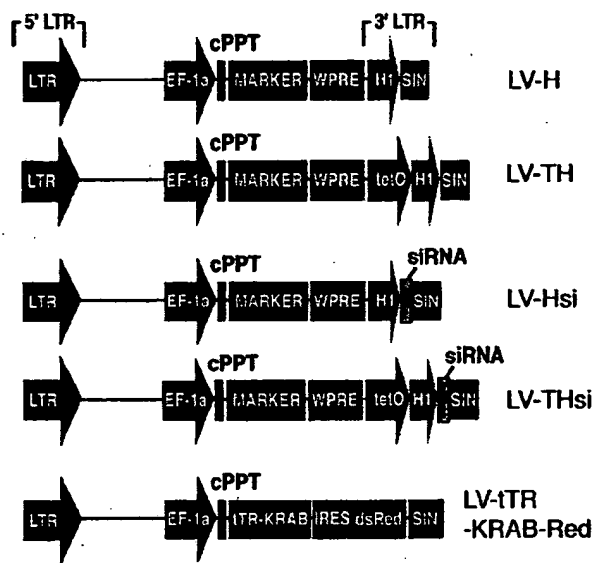 5' LTR 3' LTR
cPPT
LTR EF-1a MARKER WPRE H1 SIN LV-H
cPPT
LTR EF-1a MARKER WPRE tetO H1 SIN LV-TH
siRNA
cPPT
LTR EF-1a MARKER WPRE H1 SIN LV-Hsi
siRNA
cPPT
LTR EF-1a MARKER WPRE tetO H1 SIN LV-THsi
cPPT
LTR EF-1a tTR-KRAB IRES dsRed SIN LV-tTR
-KRAB-Red